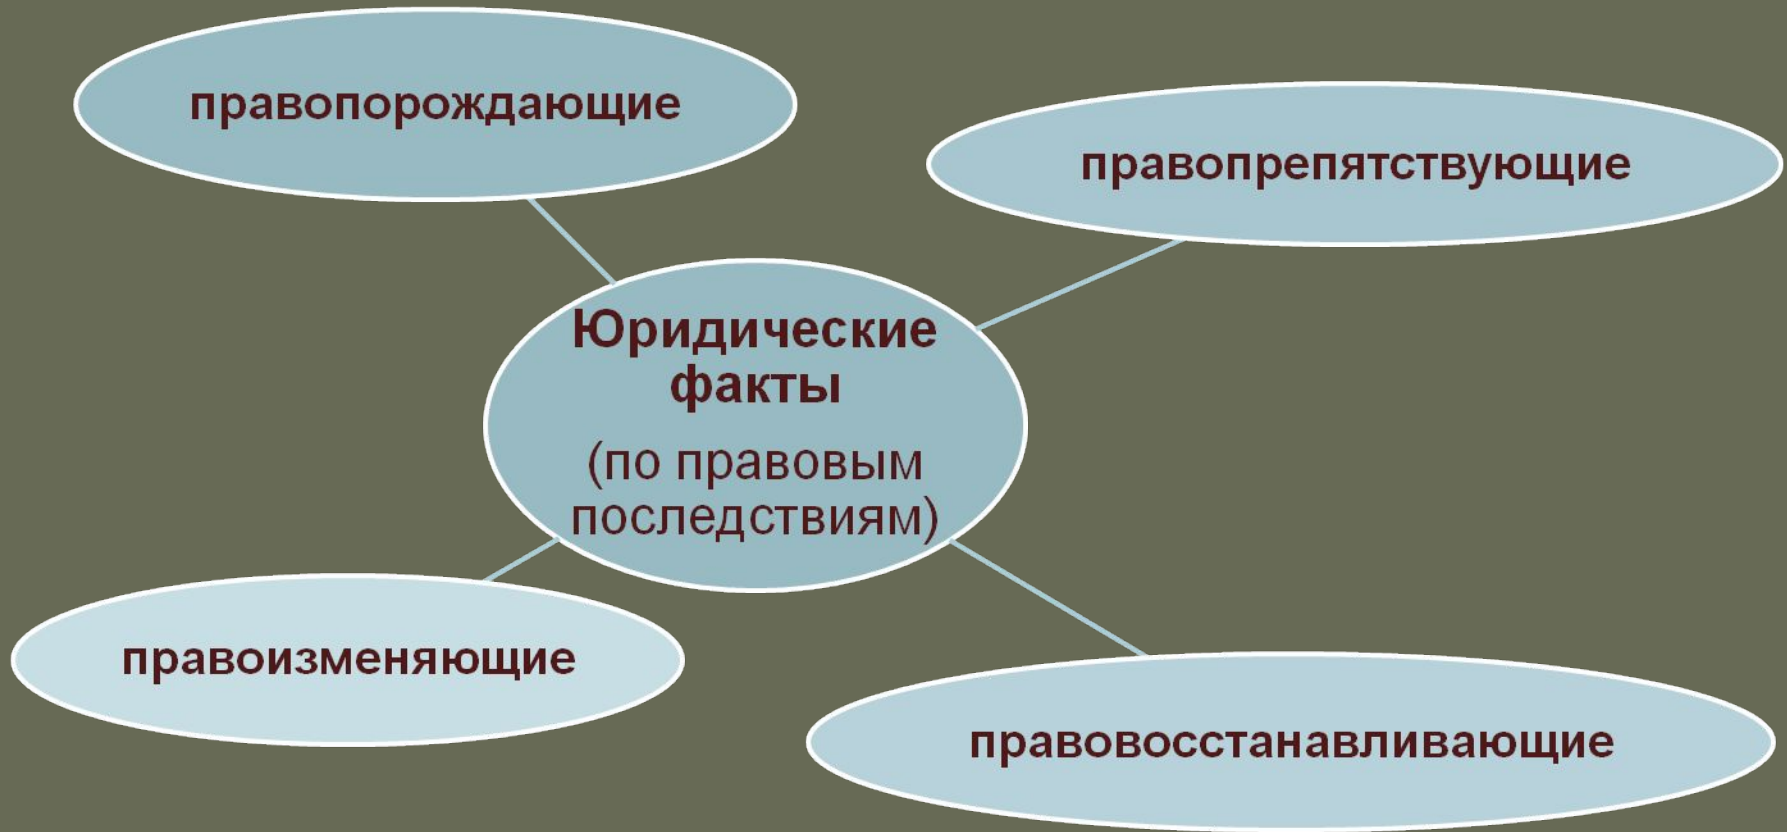 правопорождающие
правопрепятствующие
Юридические
факты
(по правовым
последствиям)
правоизменяющие
правовосстанавливающие